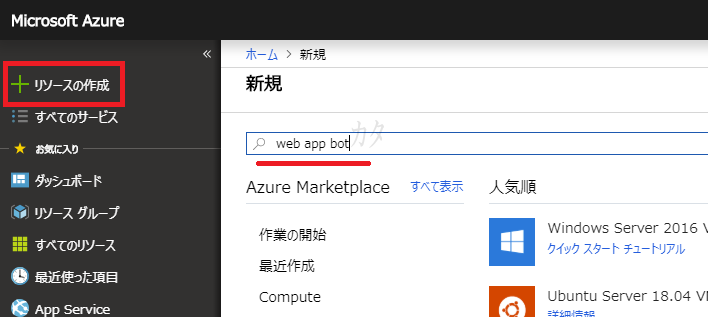 Microsoft Azure
«
リソースの作成
すべてのサービス
お気に入り
ダッシュボード
リソース グループ
すべてのリソース
最近使った項目
App Service
ホーム > 新規
新規
web app bot
カタ
Azure Marketplace すべて表示
作業の開始
最近作成
Compute
人気順
Windows Server 2016 V
クイック スタート チュートリアル
Ubuntu Server 18.04 V
詳細情報